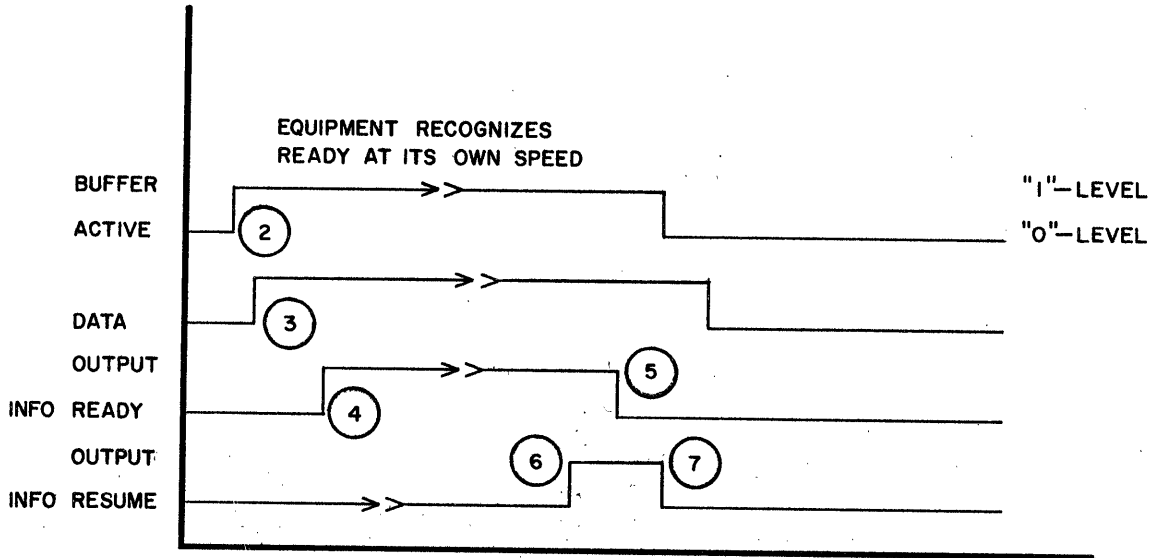 EQUIPMENT RECOGNIZES
READY AT ITS OWN SPEED
BUFFER
"1"—LEVEL
ACTIVE
2
"0"—LEVEL
3
DATA
OUTPUT
5
INFO READY
4
OUTPUT
6
7
INFO RESUME